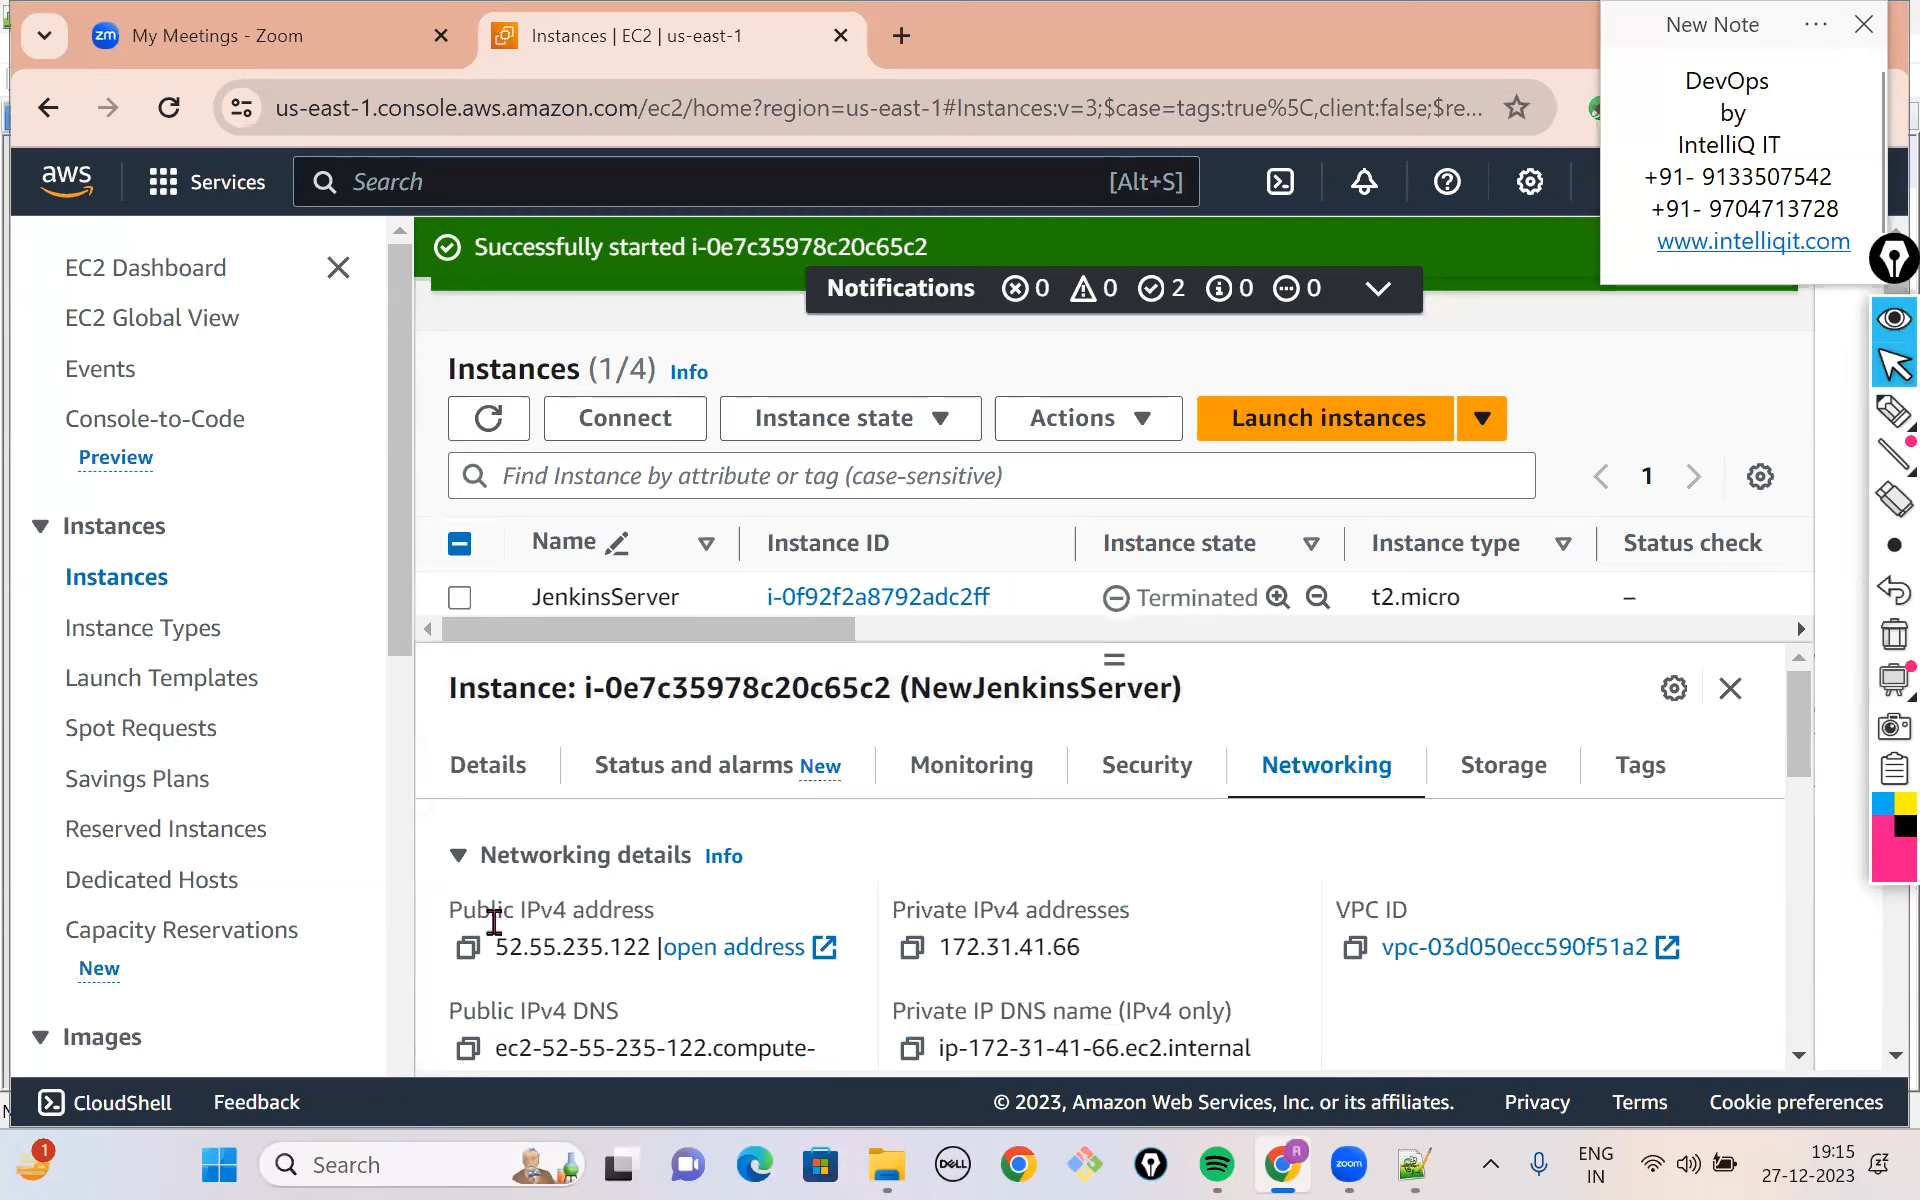 My Meetings - Zoom
Instances | EC2 | us-east-1
us-east-1.console.aws.amazon.com/ec2/home?region=us-east-1#Instances:v=3;$case=tags:true%5C,client:false;$re...
New Note
DevOps
by
IntelliQ IT
+91- 9133507542
+91- 9704713728
www.intelliqit.com
aws
Services
Search
[Alt+S]
EC2 Dashboard
EC2 Global View
Events
Console-to-Code
Preview
Instances
Instances
Instance Types
Launch Templates
Spot Requests
Savings Plans
Reserved Instances
Dedicated Hosts
Capacity Reservations
New
Images
Successfully started i-0e7c35978c20c65c2
Notifications 0 0 2 0 0
Instances (1/4) Info
Connect
Instance state
Actions
Launch instances
Find Instance by attribute or tag (case-sensitive)
1
Name Instance ID Instance state Instance type Status check
JenkinsServer i-0f92f2a8792adc2ff Terminated t2.micro –
Instance: i-0e7c35978c20c65c2 (NewJenkinsServer)
Details Status and alarms New Monitoring Security Networking Storage Tags
Networking details Info
Public IPv4 address
52.55.235.122 |open address
Private IPv4 addresses
172.31.41.66
VPC ID
vpc-03d050ecc590f51a2
Public IPv4 DNS
ec2-52-55-235-122.compute-
Private IP DNS name (IPv4 only)
ip-172-31-41-66.ec2.internal
CloudShell Feedback © 2023, Amazon Web Services, Inc. or its affiliates. Privacy Terms Cookie preferences
1
Search
DELL
zoom
A
ENG
IN
19:15
27-12-2023